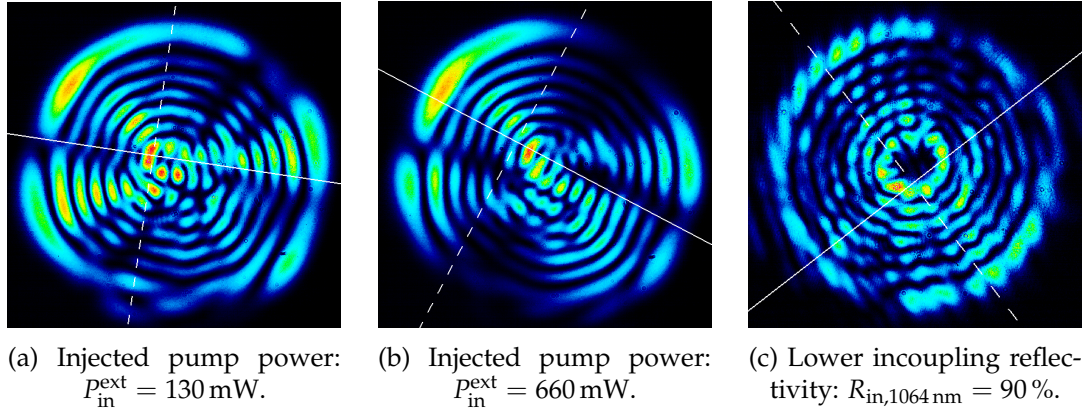 (a) Injected pump power:
P_in^ext = 130 mW.
(b) Injected pump power:
P_in^ext = 660 mW.
(c) Lower incoupling reflec-
tivity: R_in,1064 nm = 90 %.